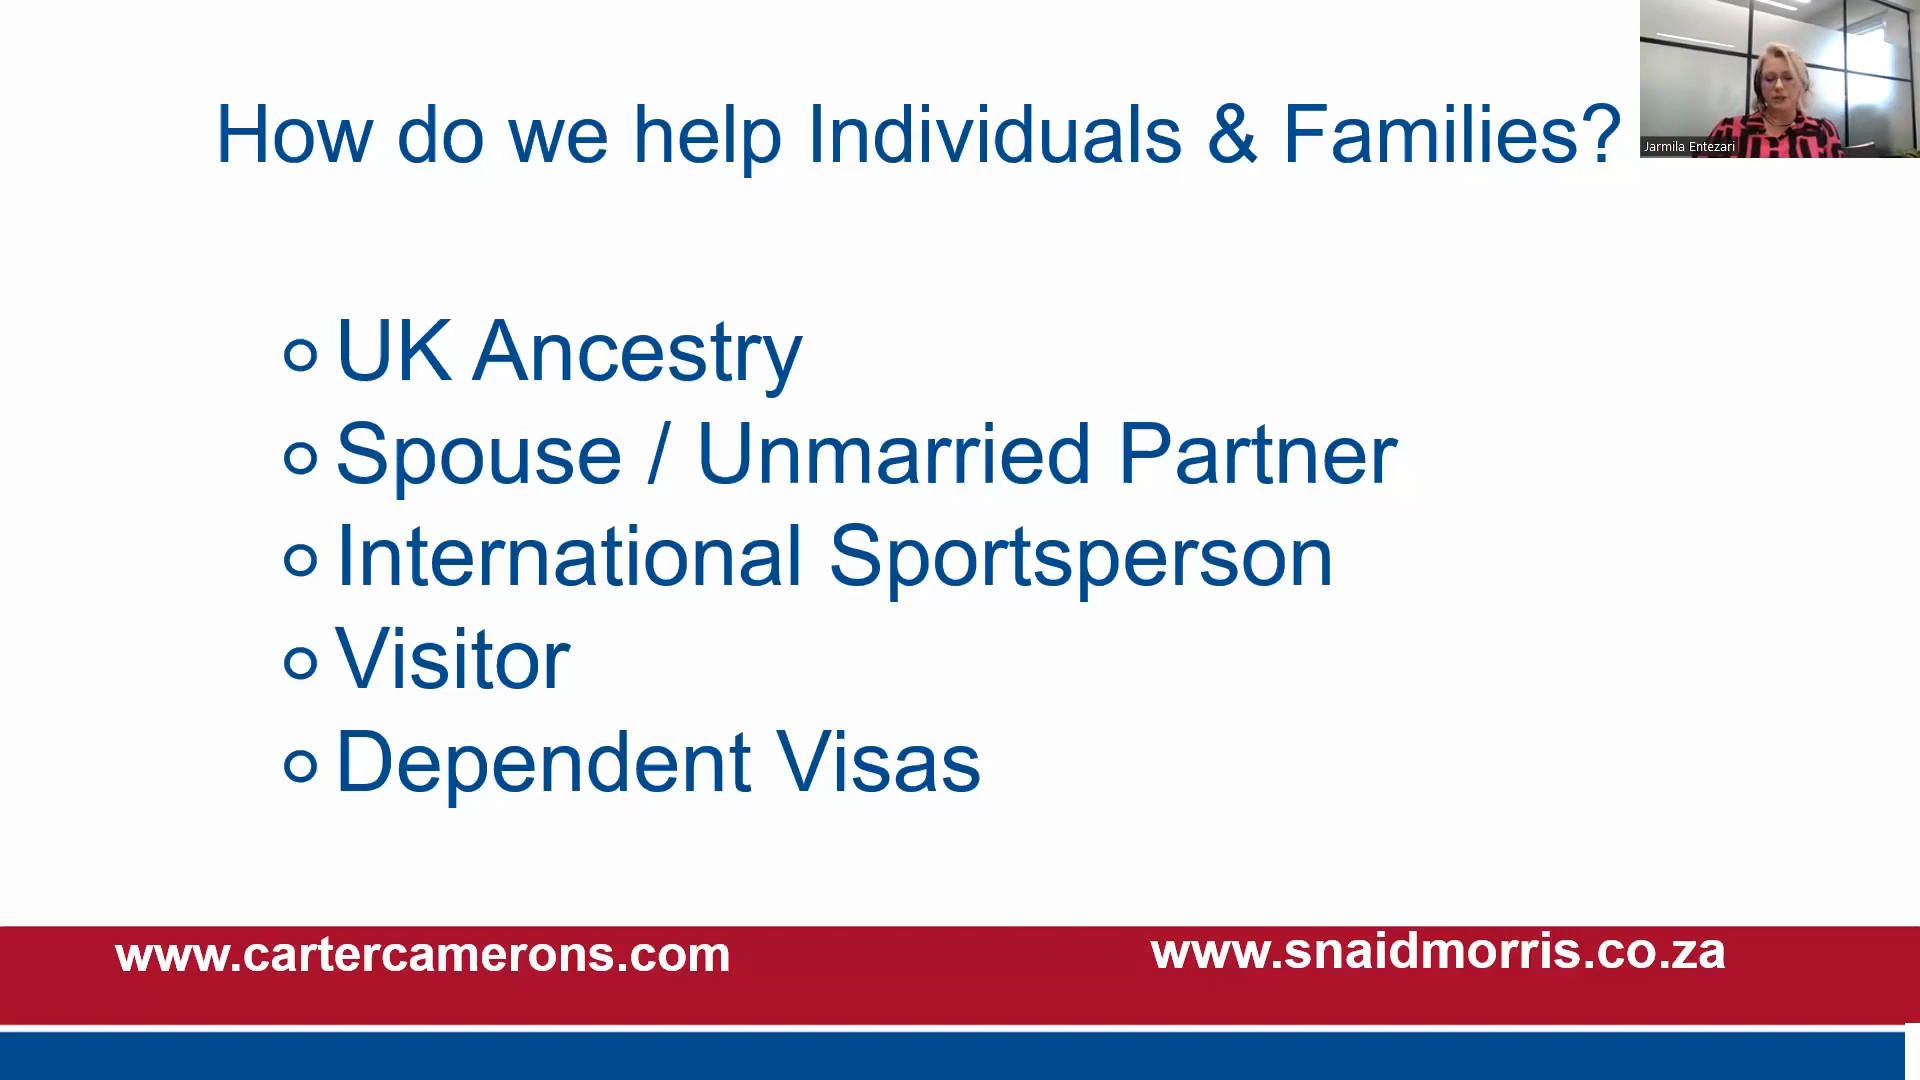 How do we help Individuals & Families?
Jarmila Entezari
UK Ancestry
Spouse / Unmarried Partner
International Sportsperson
Visitor
Dependent Visas
www.cartercamerons.com
www.snaidmorris.co.za